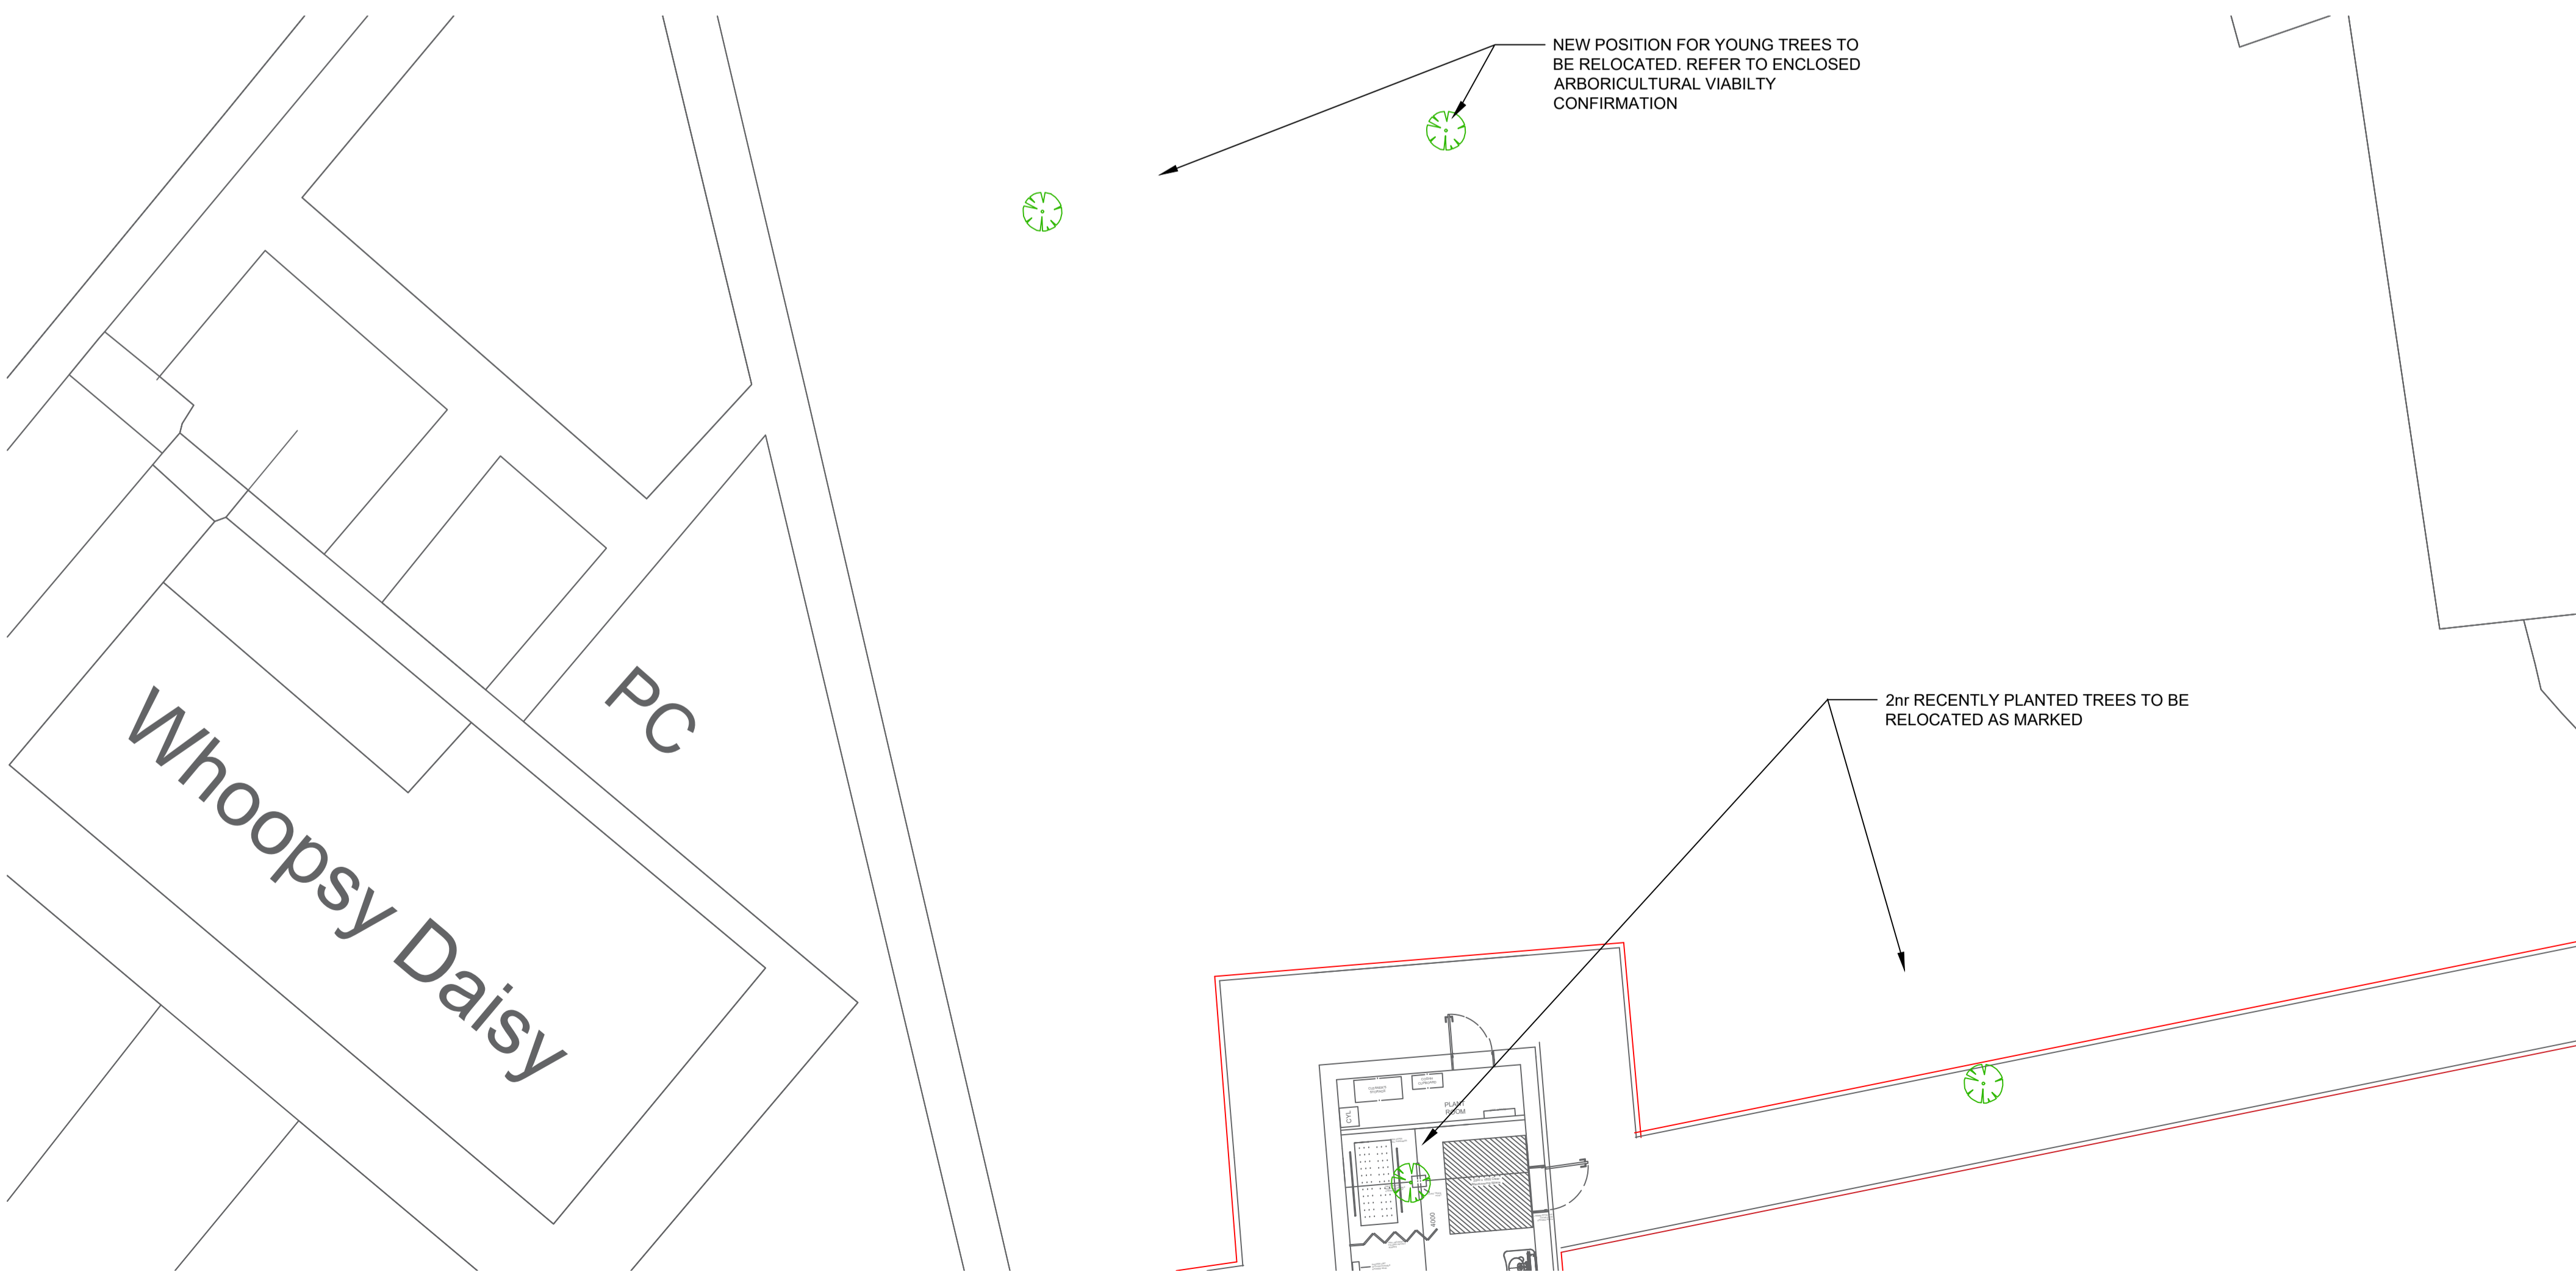 NEW POSITION FOR YOUNG TREES TO
BE RELOCATED. REFER TO ENCLOSED
ARBORICULTURAL VIABILTY
CONFIRMATION
PC
Whoopsy Daisy
2nr RECENTLY PLANTED TREES TO BE
RELOCATED AS MARKED
CYL
PLANT
ROOM
4000